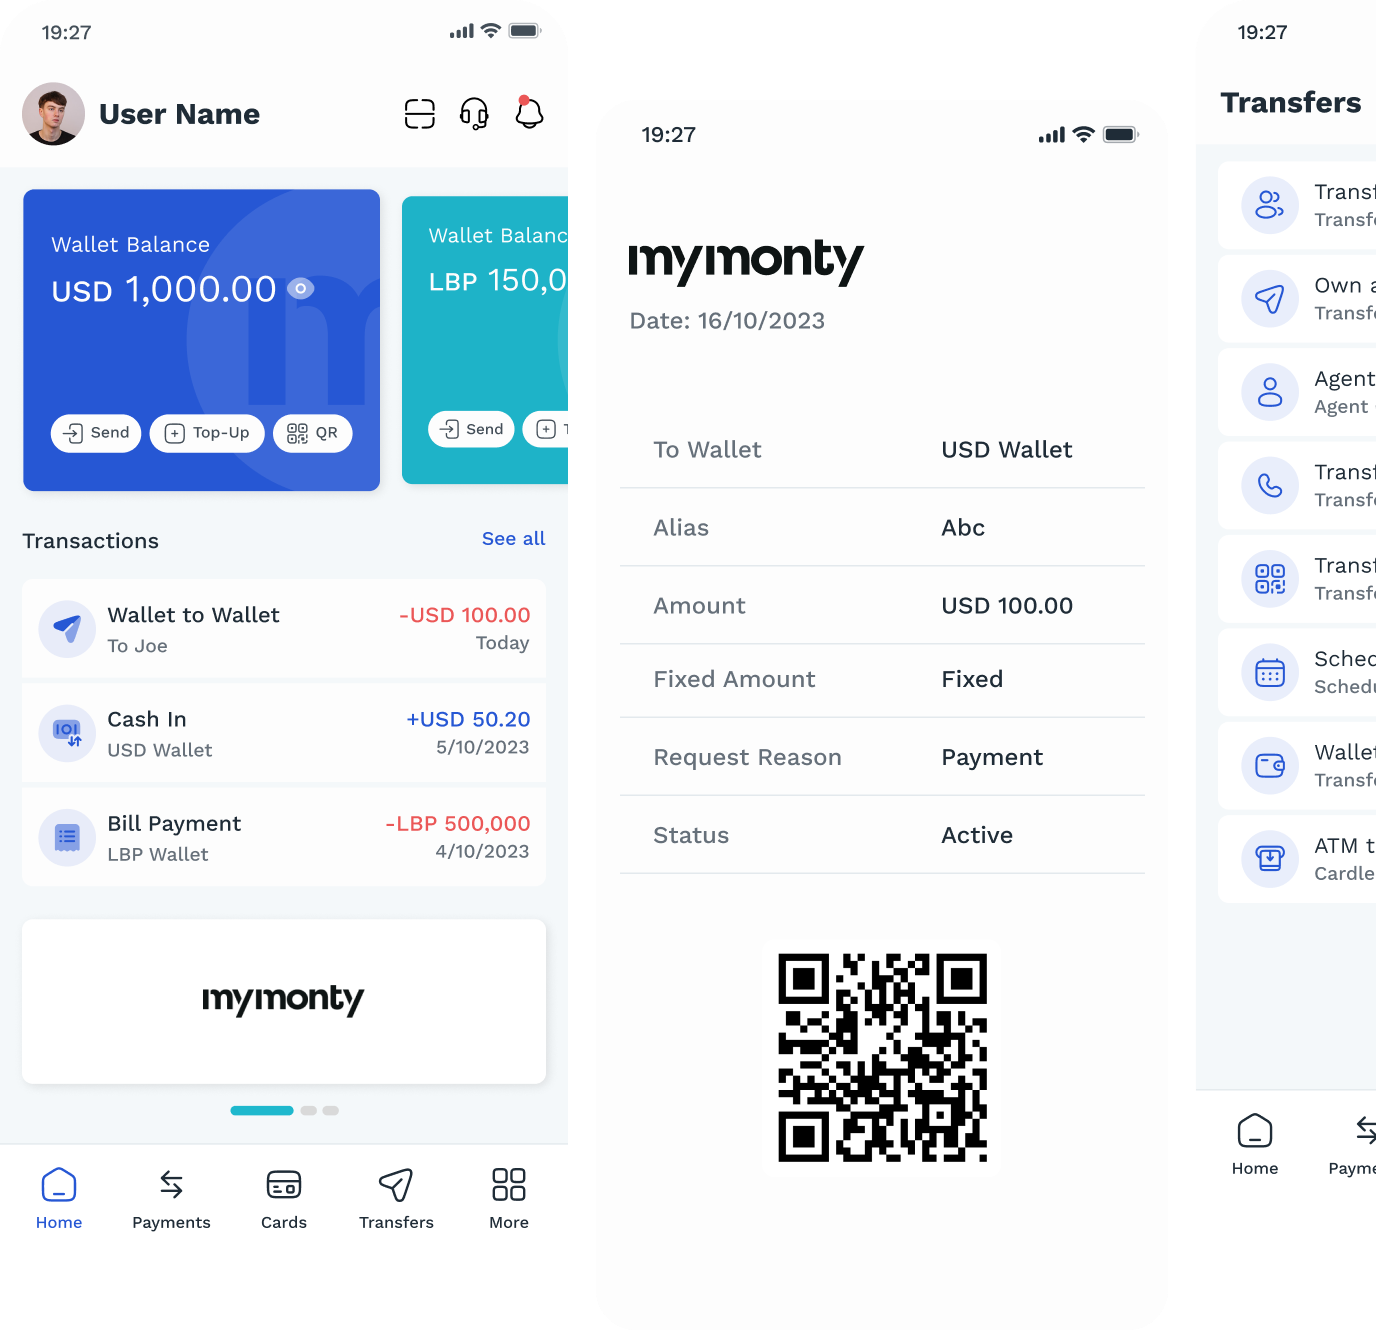 19:27
User Name
Wallet Balance
USD 1,000.00
Send
Top-Up
QR
Wallet Balanc
LBP 150,0
Send
T
Transactions
See all
Wallet to Wallet
-USD 100.00
To Joe
Today
Cash In
+USD 50.20
USD Wallet
5/10/2023
Bill Payment
-LBP 500,000
LBP Wallet
4/10/2023
mymonty
Home
Payments
Cards
Transfers
More
19:27
mymonty
Date: 16/10/2023
To Wallet
USD Wallet
Alias
Abc
Amount
USD 100.00
Fixed Amount
Fixed
Request Reason
Payment
Status
Active
19:27
Transfers
Transf
Transfe
Own a
Transfe
Agent
Agent
Transf
Transfe
Transf
Transfe
Sched
Schedu
Wallet
Transfe
ATM t
Cardle
Home
Payme